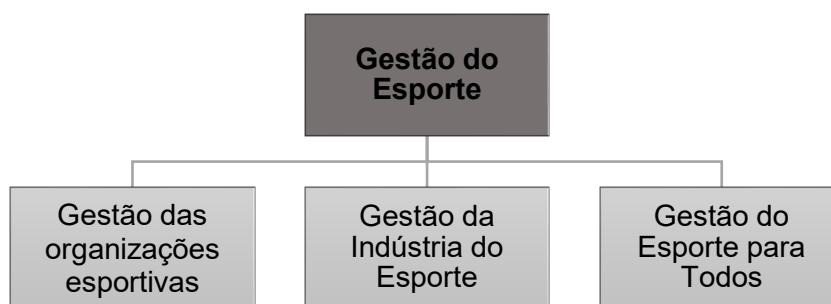 Gestão do
Esporte
Gestão das
organizações
esportivas
Gestão da
Indústria do
Esporte
Gestão do
Esporte para
Todos